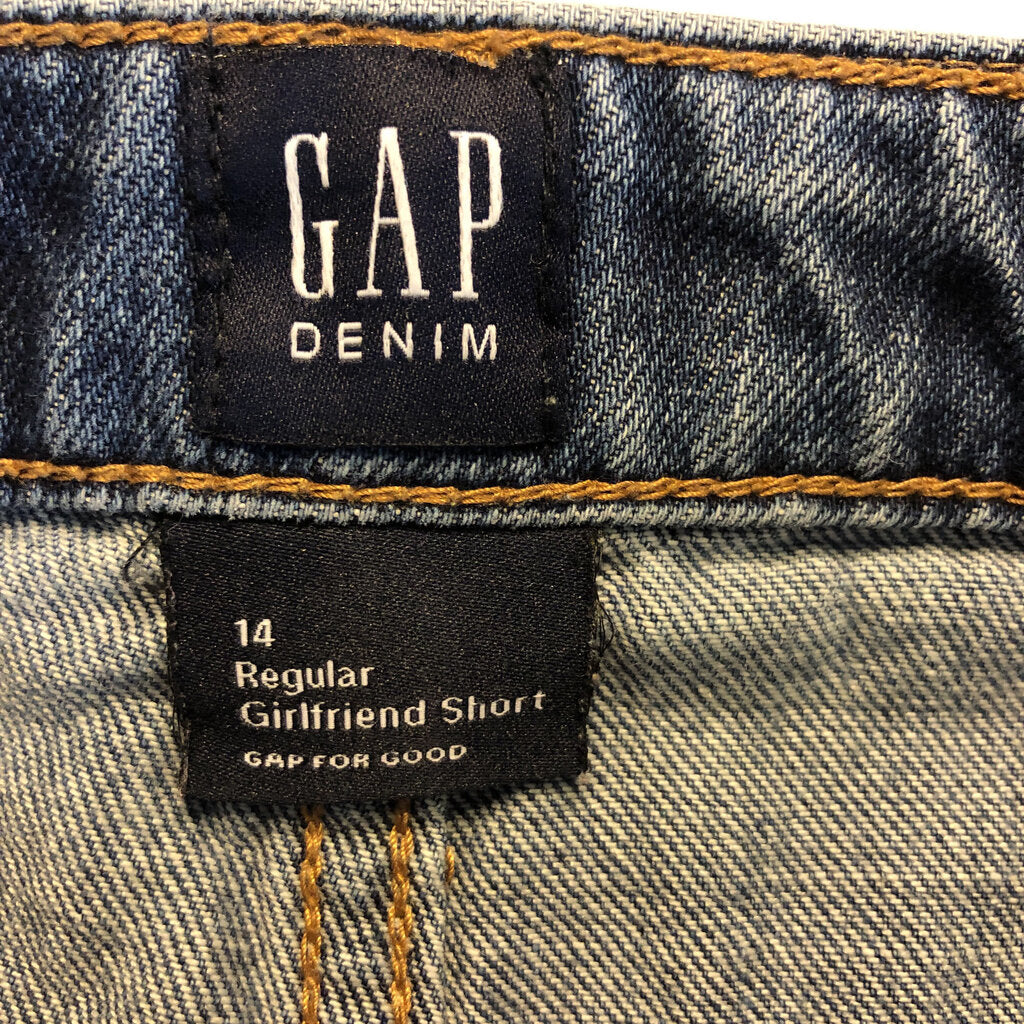 GAP
DENIM
14
Regular
Girlfriend Short
GAP FOR GOOD